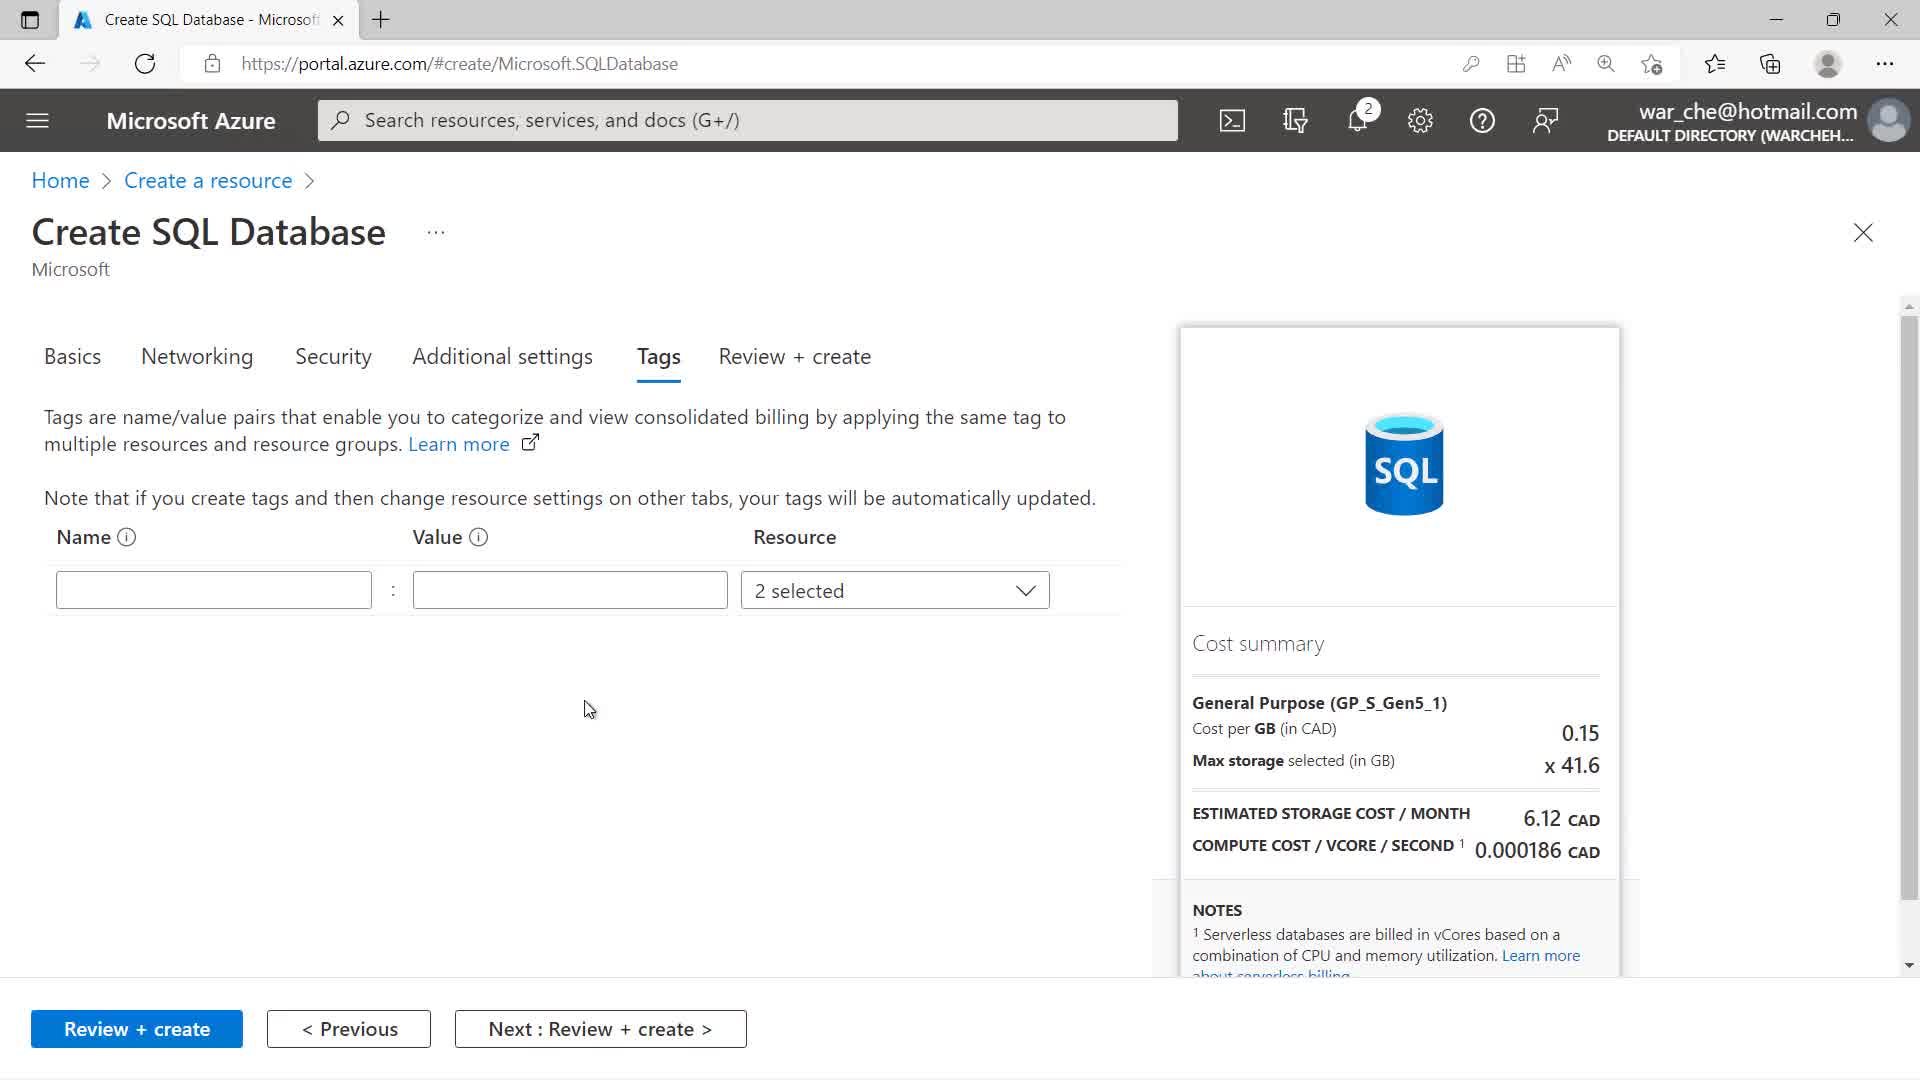 Create SQL Database - Microsoft
https://portal.azure.com/#create/Microsoft.SQLDatabase
Microsoft Azure
Search resources, services, and docs (G+/)
2
war_che@hotmail.com
DEFAULT DIRECTORY (WARCHEH...
Home > Create a resource >
Create SQL Database ...
Microsoft
Basics
Networking
Security
Additional settings
Tags
Review + create
Tags are name/value pairs that enable you to categorize and view consolidated billing by applying the same tag to
multiple resources and resource groups. Learn more
Note that if you create tags and then change resource settings on other tabs, your tags will be automatically updated.
Name
Value
Resource
:
2 selected
SQL
Cost summary
General Purpose (GP_S_Gen5_1)
Cost per GB (in CAD) 0.15
Max storage selected (in GB) x 41.6
ESTIMATED STORAGE COST / MONTH 6.12 CAD
COMPUTE COST / VCORE / SECOND ¹ 0.000186 CAD
NOTES
¹ Serverless databases are billed in vCores based on a
combination of CPU and memory utilization. Learn more
about serverless billing
Review + create
< Previous
Next : Review + create >